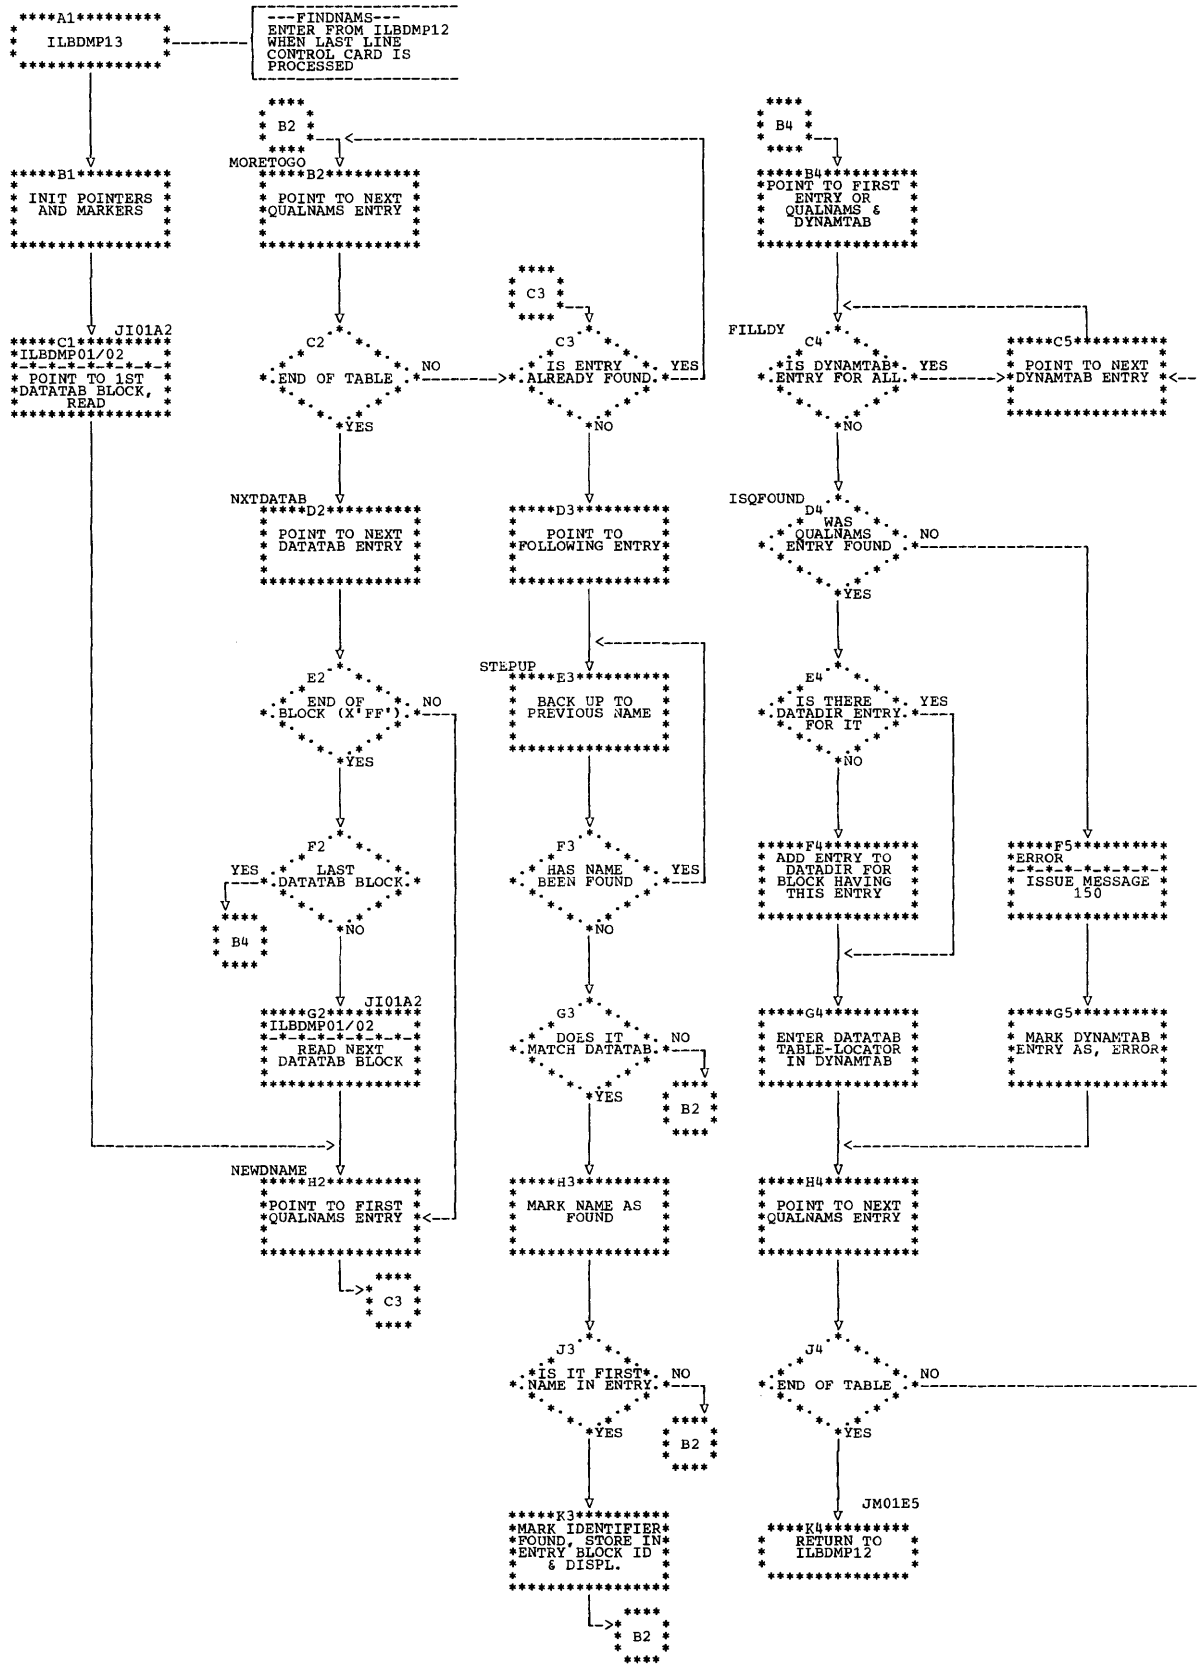 A1
ILBDMP13
---FINDNAMS---
ENTER FROM ILBDMP12
WHEN LAST LINE
CONTROL CARD IS
PROCESSED
B1
INIT POINTERS
AND MARKERS
JI01A2
C1
ILBDMP01/02
POINT TO 1ST
DATATAB BLOCK,
READ
B2
MORETOGO
B2
POINT TO NEXT
QUALNAMS ENTRY
C2
END OF TABLE
NO
YES
NXTDATAB
D2
POINT TO NEXT
DATATAB ENTRY
E2
END OF
BLOCK (X'FF')
NO
YES
F2
LAST
DATATAB BLOCK
YES
NO
B4
JI01A2
G2
ILBDMP01/02
READ NEXT
DATATAB BLOCK
NEWDNAME
H2
POINT TO FIRST
QUALNAMS ENTRY
C3
C3
C3
IS ENTRY
ALREADY FOUND
YES
NO
D3
POINT TO
FOLLOWING ENTRY
STEPUP
E3
BACK UP TO
PREVIOUS NAME
F3
HAS NAME
BEEN FOUND
YES
NO
G3
DOES IT
MATCH DATATAB
NO
YES
B2
H3
MARK NAME AS
FOUND
J3
IS IT FIRST
NAME IN ENTRY
NO
YES
B2
K3
MARK IDENTIFIER
FOUND, STORE IN
ENTRY BLOCK ID
& DISPL.
B2
B4
B4
POINT TO FIRST
ENTRY OR
QUALNAMS &
DYNAMTAB
FILLDY
C4
IS DYNAMTAB
ENTRY FOR ALL
YES
NO
C5
POINT TO NEXT
DYNAMTAB ENTRY
ISQFOUND
D4
WAS
QUALNAMS
ENTRY FOUND
NO
YES
E4
IS THERE
DATADIR ENTRY
FOR IT
YES
NO
F4
ADD ENTRY TO
DATADIR FOR
BLOCK HAVING
THIS ENTRY
F5
ERROR
ISSUE MESSAGE
150
G4
ENTER DATATAB
TABLE-LOCATOR
IN DYNAMTAB
G5
MARK DYNAMTAB
ENTRY AS, ERROR
H4
POINT TO NEXT
QUALNAMS ENTRY
J4
END OF TABLE
NO
YES
JM01E5
K4
RETURN TO
ILBDMP12